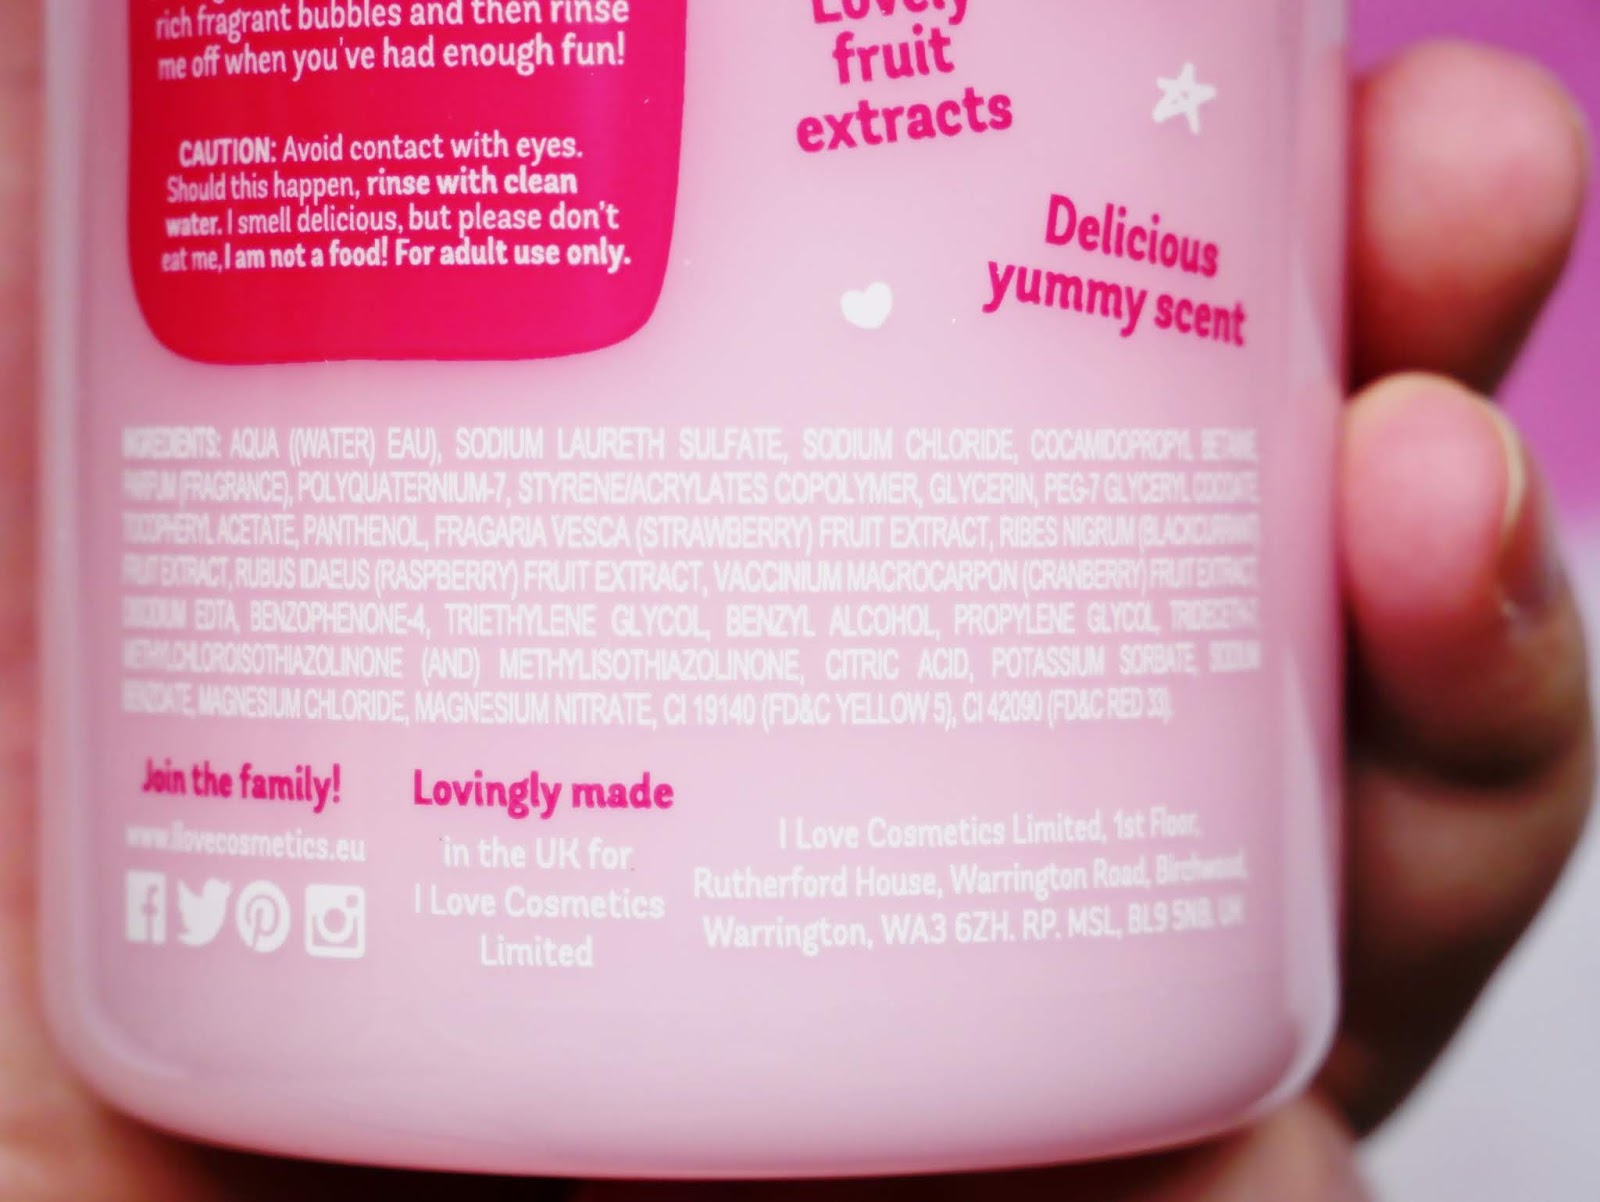 rich fragrant bubbles and then rinse
me off when you've had enough fun!
CAUTION: Avoid contact with eyes.
Should this happen, rinse with clean
water. I smell delicious, but please don't
eat me, I am not a food! For adult use only.
Lovely
fruit
extracts
Delicious
yummy scent
INGREDIENTS: AQUA ((WATER) EAU), SODIUM LAURETH SULFATE, SODIUM CHLORIDE, COCAMIDOPROPYL BETAINE,
PARFUM (FRAGRANCE), POLYQUATERNIUM-7, STYRENE/ACRYLATES COPOLYMER, GLYCERIN, PEG-7 GLYCERYL COCOATE,
TOCOPHERYL ACETATE, PANTHENOL, FRAGARIA VESCA (STRAWBERRY) FRUIT EXTRACT, RIBES NIGRUM (BLACKCURRANT)
FRUIT EXTRACT, RUBUS IDAEUS (RASPBERRY) FRUIT EXTRACT, VACCINIUM MACROCARPON (CRANBERRY) FRUIT EXTRACT,
DISODIUM EDTA, BENZOPHENONE-4, TRIETHYLENE GLYCOL, BENZYL ALCOHOL, PROPYLENE GLYCOL,
METHYLCHLOROISOTHIAZOLINONE (AND) METHYLISOTHIAZOLINONE, CITRIC ACID, POTASSIUM SORBATE, SODIUM
BENZOATE, MAGNESIUM CHLORIDE, MAGNESIUM NITRATE, CI 19140 (FD&C YELLOW 5), CI 42090 (FD&C RED 33).
Join the family!
www.ilovecosmetics.eu
Lovingly made
in the UK for
I Love Cosmetics
Limited
I Love Cosmetics Limited, 1st Floor,
Rutherford House, Warrington Road, Birchwood,
Warrington, WA3 6ZH. RP. MSL, BL9 5NB. UK